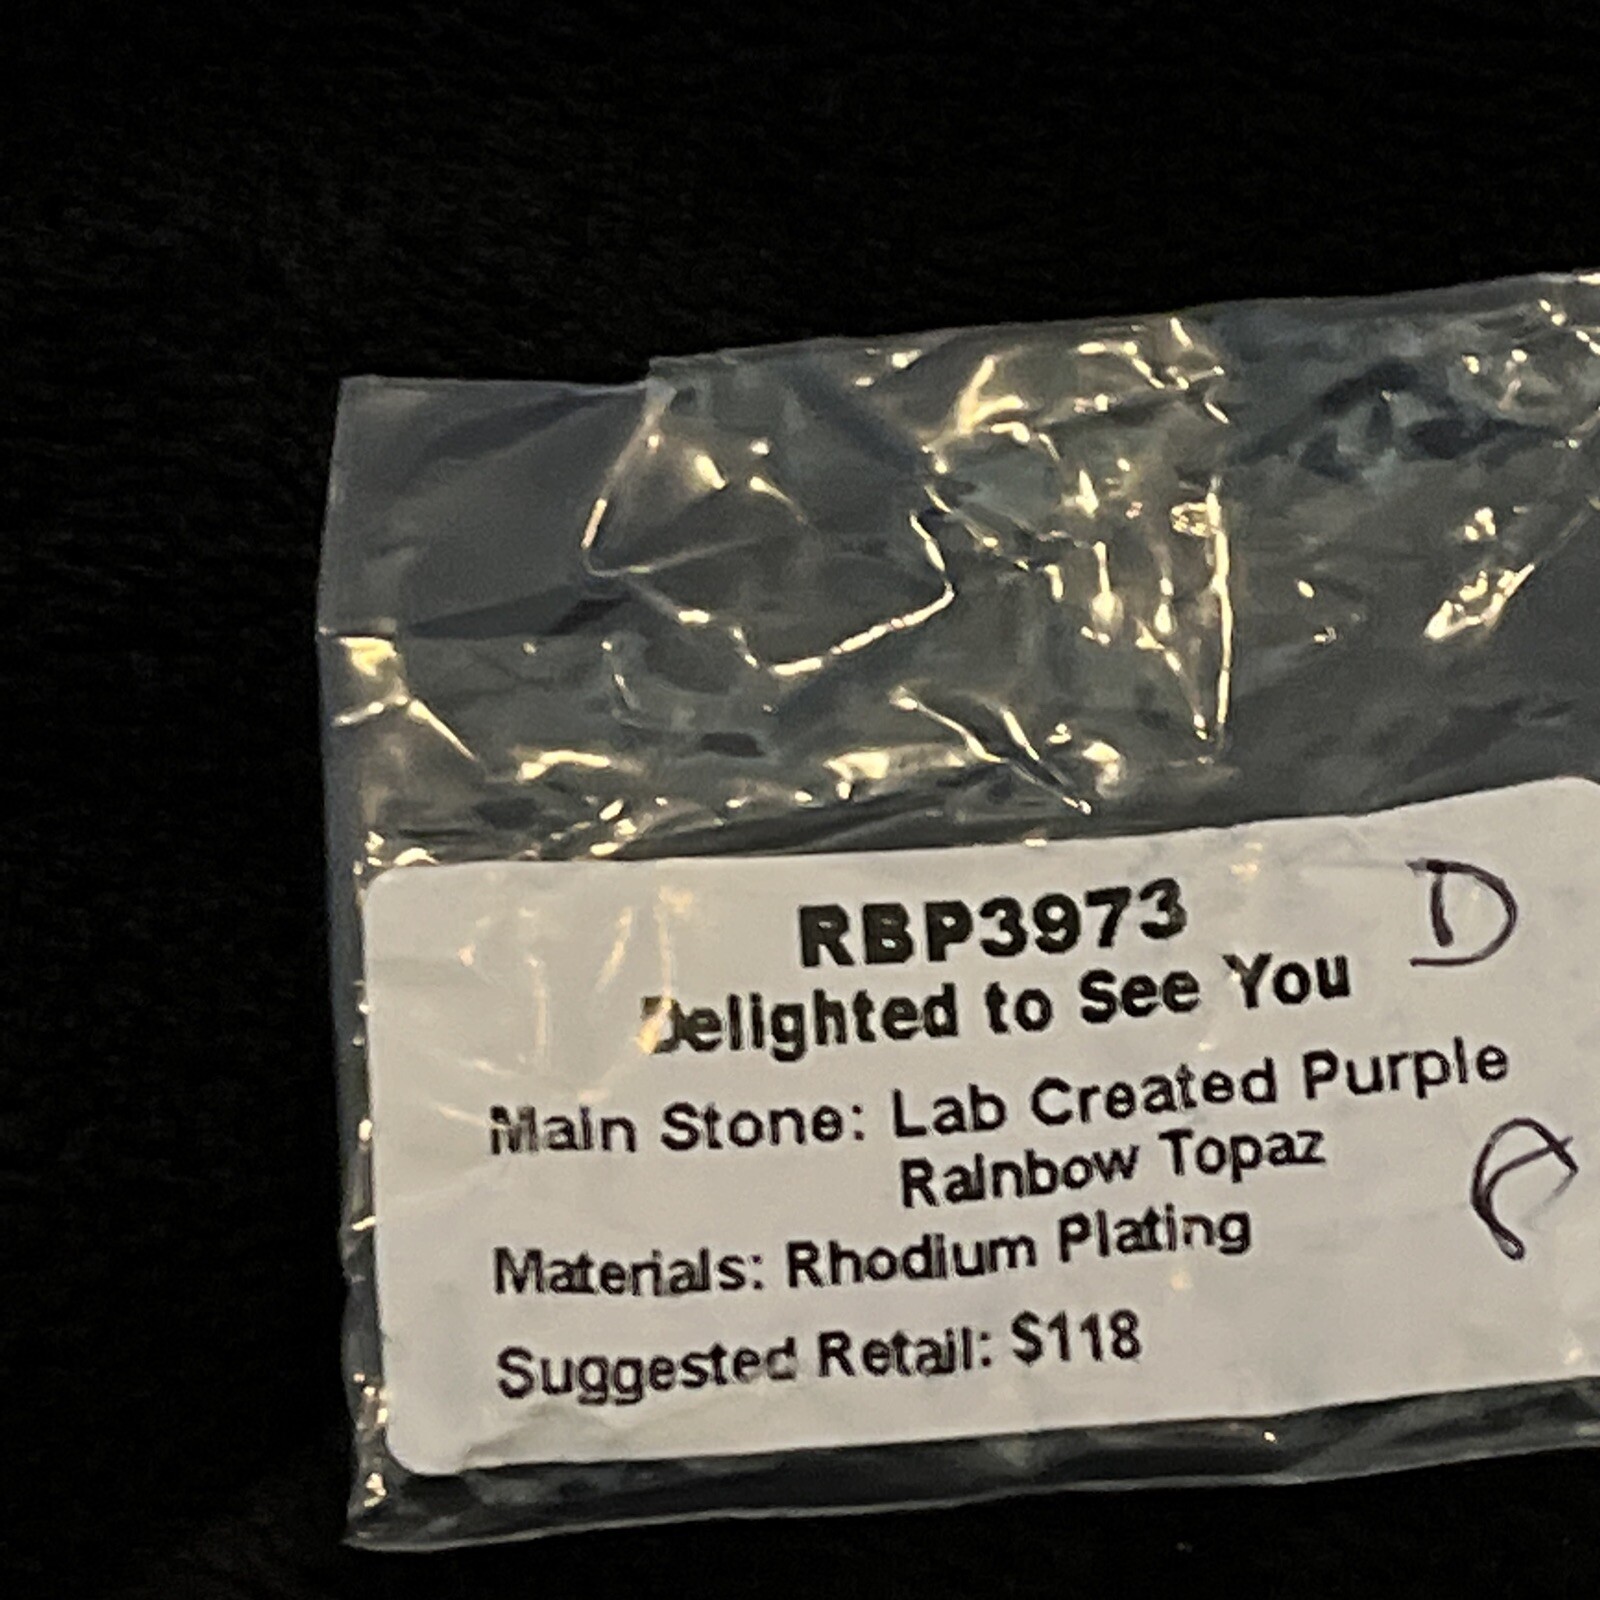 RBP3973 D
Delighted to See You
Main Stone: Lab Created Purple
Rainbow Topaz
Materials: Rhodium Plating
Suggested Retail: $118